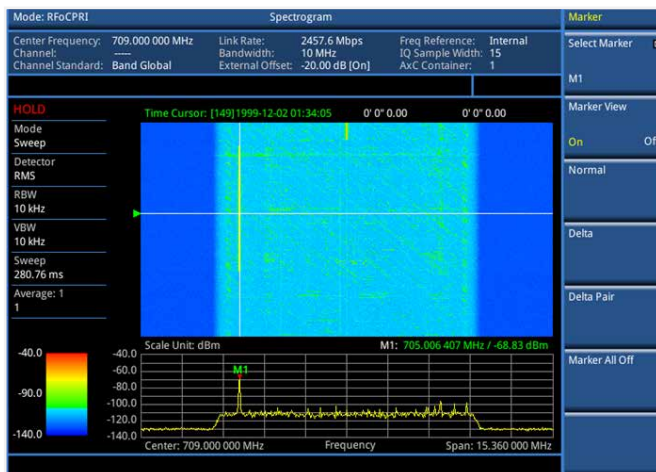 Mode: RFoCPRI
Spectrogram
Marker
Center Frequency: 709.000 000 MHz
Link Rate: 2457.6 Mbps
Freq Reference: Internal
Channel: -----
Bandwidth: 10 MHz
IQ Sample Width: 15
Channel Standard: Band Global
External Offset: -20.00 dB [On]
AxC Container: 1
Select Marker
M1
Marker View
On Of
Normal
Delta
Delta Pair
Marker All Off
HOLD
Mode
Sweep
Detector
RMS
RBW
10 kHz
VBW
10 kHz
Sweep
280.76 ms
Average: 1
1
Time Cursor: [149]1999-12-02 01:34:05 0' 0" 0.00 0' 0" 0.00
Scale Unit: dBm
M1: 705.006 407 MHz / -68.83 dBm
-40.0
-90.0
-140.0
-40.0
-60.0
-80.0
-100.0
-120.0
-140.0
M1
Center: 709.000 000 MHz
Frequency
Span: 15.360 000 MHz